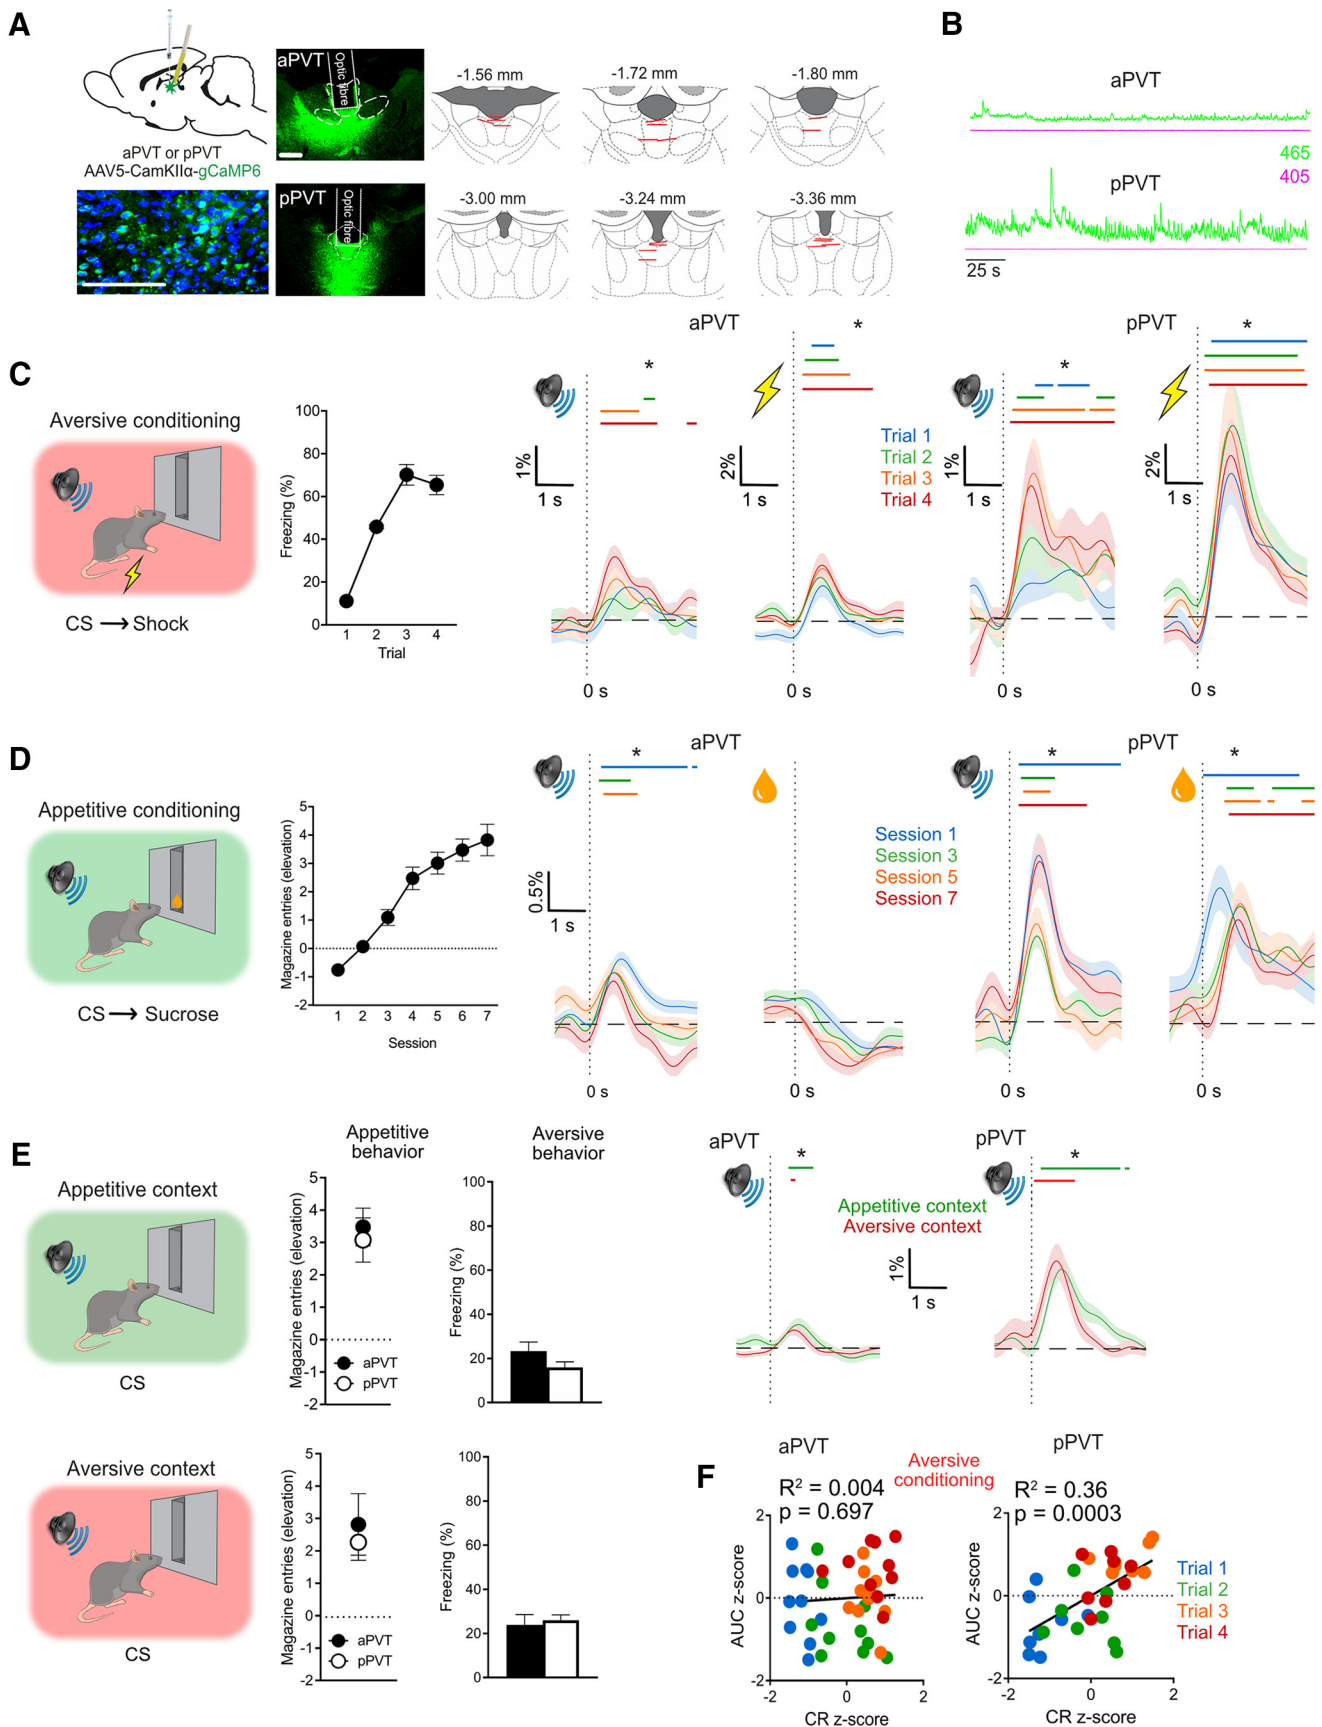 A
aPVT or pPVT
AAV5-CamKIIα-gCaMP6
aPVT
Optic fibre
-1.56 mm
-1.72 mm
-1.80 mm
pPVT
Optic fibre
-3.00 mm
-3.24 mm
-3.36 mm
B
aPVT
465
405
pPVT
25 s
C
Aversive conditioning
CS → Shock
Freezing (%)
100
80
60
40
20
0
1 2 3 4
Trial
aPVT
*
*
1%
1 s
2%
1 s
0 s
0 s
Trial 1
Trial 2
Trial 3
Trial 4
pPVT
*
*
1%
1 s
2%
1 s
0 s
0 s
D
Appetitive conditioning
CS → Sucrose
Magazine entries (elevation)
5
4
3
2
1
0
-1
-2
1 2 3 4 5 6 7
Session
aPVT
*
0.5%
1 s
0 s
0 s
Session 1
Session 3
Session 5
Session 7
pPVT
*
*
0 s
0 s
E
Appetitive context
CS
Appetitive
behavior
Magazine entries (elevation)
5
4
3
2
1
0
-1
-2
aPVT
pPVT
Aversive
behavior
Freezing (%)
100
80
60
40
20
0
aPVT
*
Appetitive context
Aversive context
1%
1 s
pPVT
*
Aversive context
CS
Magazine entries (elevation)
5
4
3
2
1
0
-1
-2
aPVT
pPVT
Freezing (%)
100
80
60
40
20
0
F
Aversive
conditioning
aPVT
R² = 0.004
p = 0.697
AUC z-score
2
0
-2
-2 0 2
CR z-score
pPVT
R² = 0.36
p = 0.0003
AUC z-score
2
0
-2
-2 0 2
CR z-score
Trial 1
Trial 2
Trial 3
Trial 4